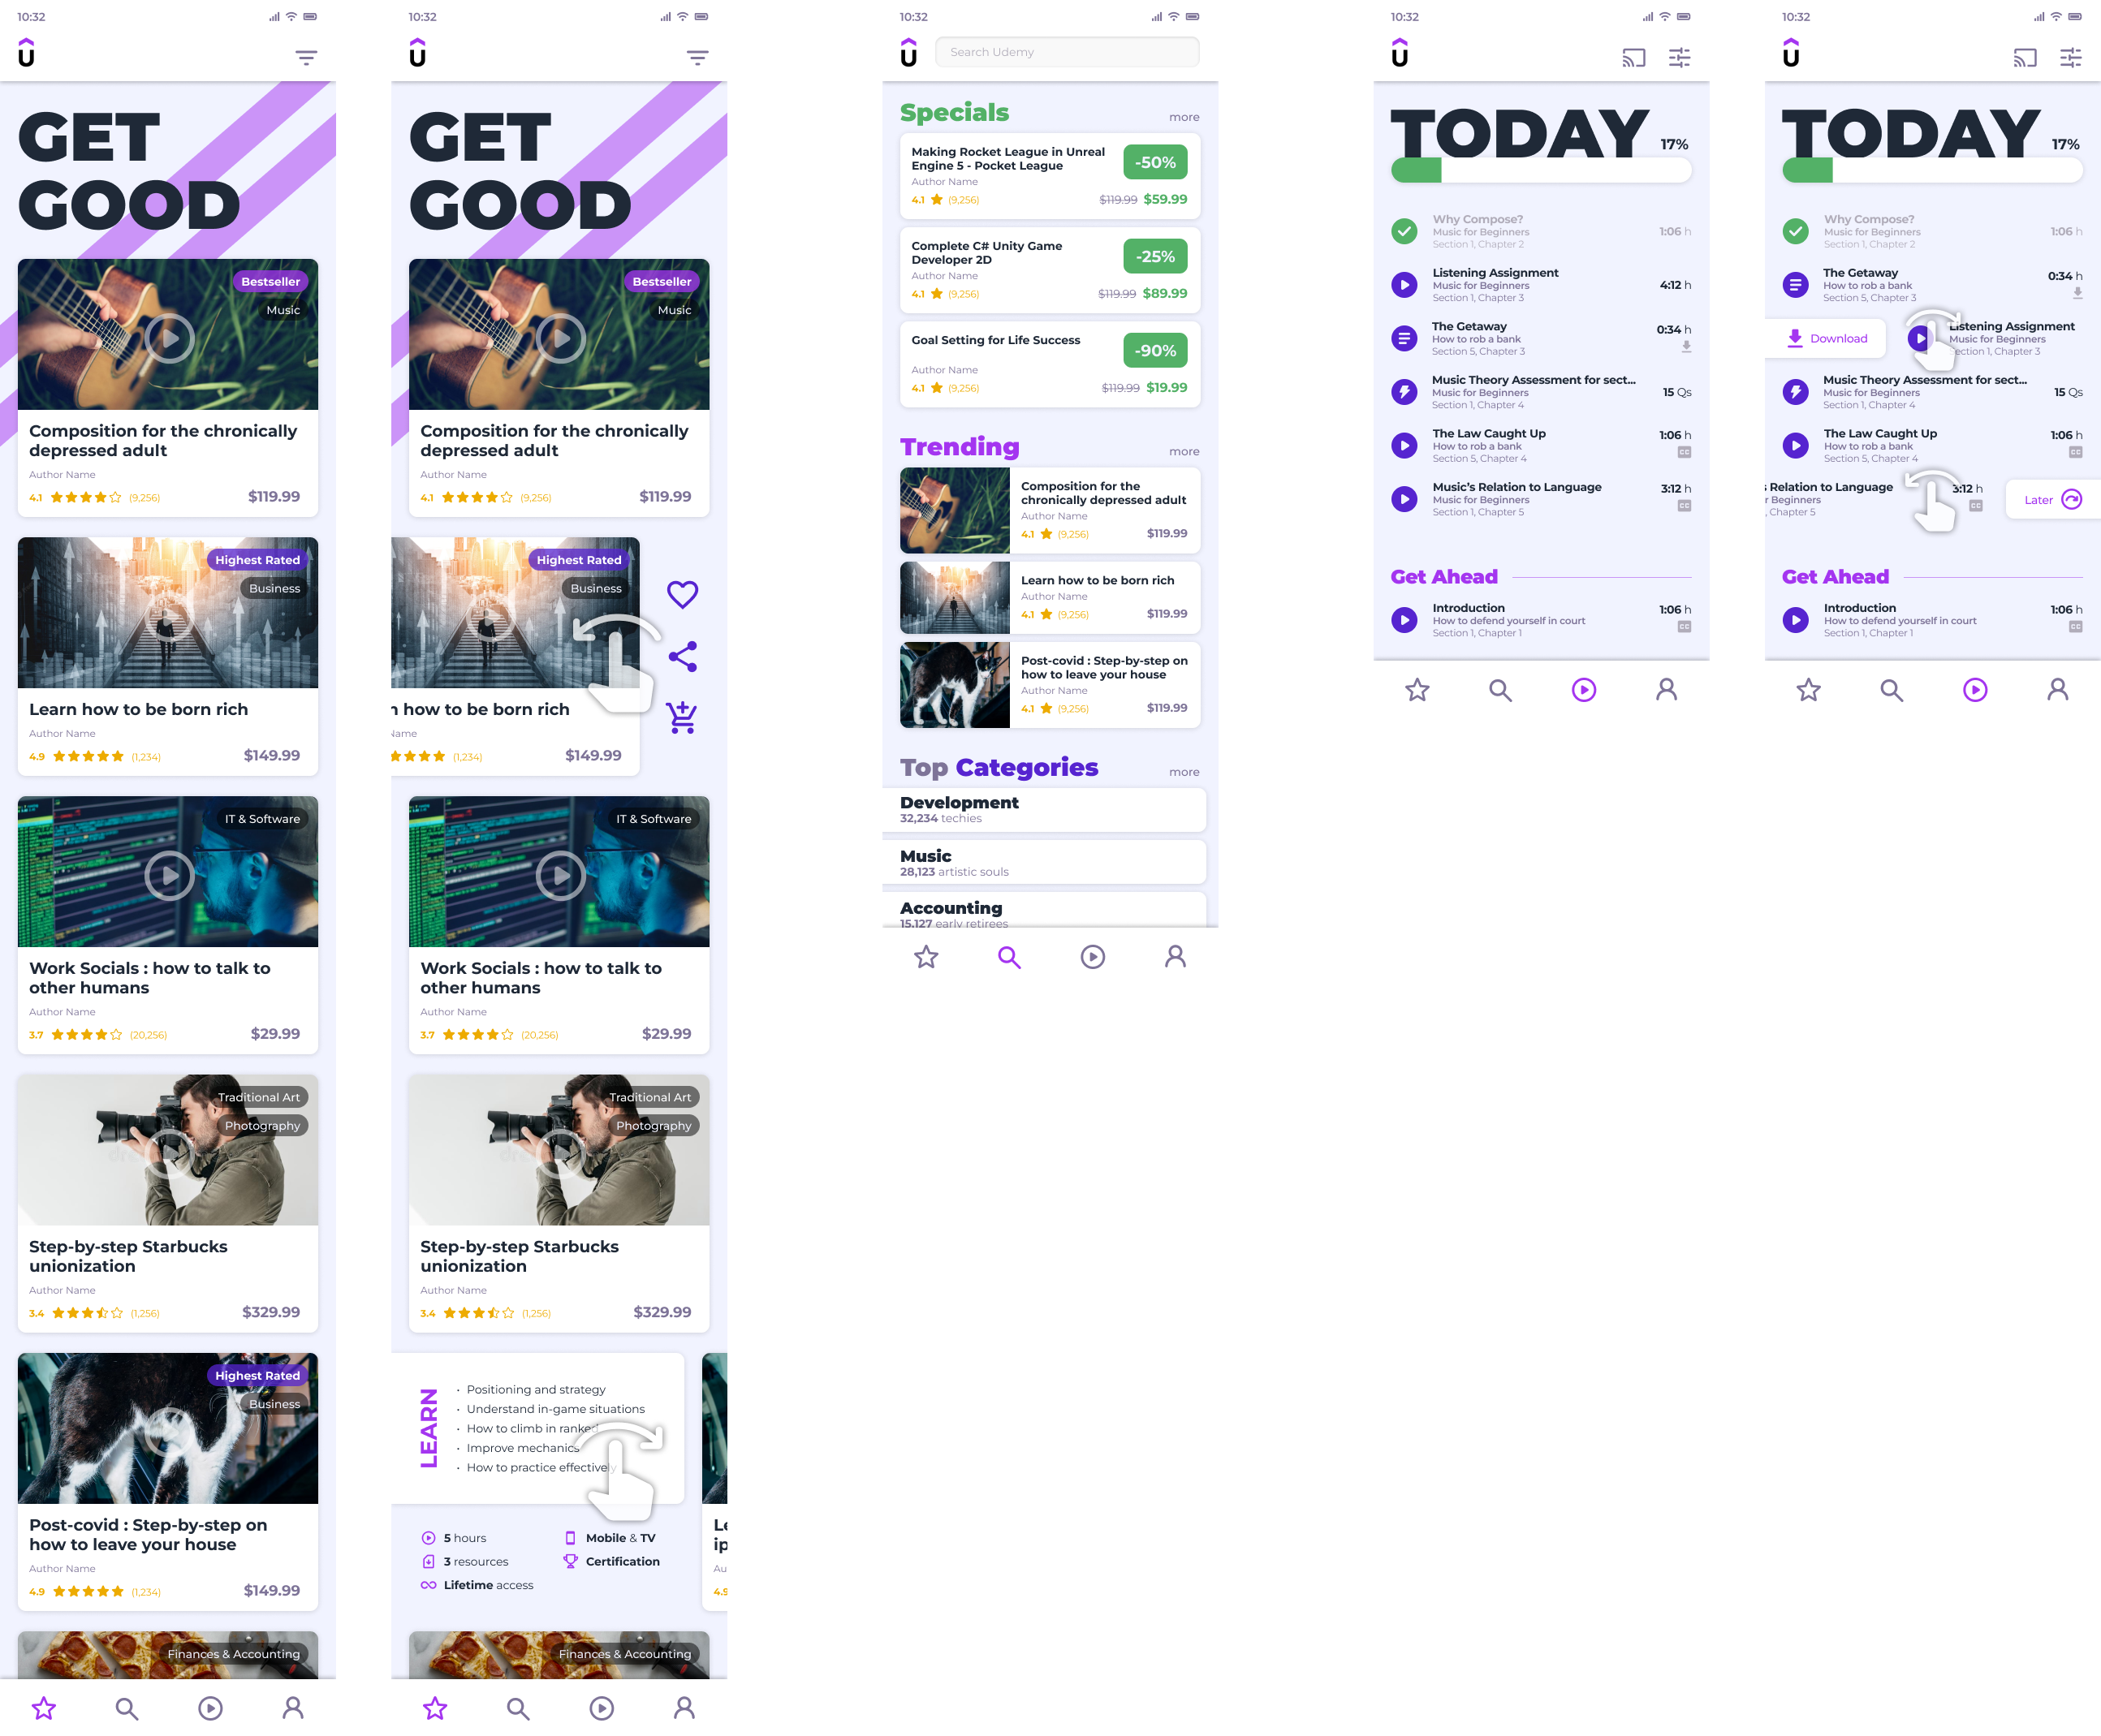 10:32
GET
GOOD
Bestseller
Music
Composition for the chronically
depressed adult
Author Name
4.1 (9,256) $119.99
Highest Rated
Business
Learn how to be born rich
Author Name
4.9 (1,234) $149.99
IT & Software
Work Socials : how to talk to
other humans
Author Name
3.7 (20,256) $29.99
Traditional Art
Photography
Step-by-step Starbucks
unionization
Author Name
3.4 (1,256) $329.99
Highest Rated
Business
Post-covid : Step-by-step on
how to leave your house
Author Name
4.9 (1,234) $149.99
Finances & Accounting
10:32
GET
GOOD
Bestseller
Music
Composition for the chronically
depressed adult
Author Name
4.1 (9,256) $119.99
Highest Rated
Business
how to be born rich
Name
(1,234) $149.99
IT & Software
Work Socials : how to talk to
other humans
Author Name
3.7 (20,256) $29.99
Traditional Art
Photography
Step-by-step Starbucks
unionization
Author Name
3.4 (1,256) $329.99
LEARN
• Positioning and strategy
• Understand in-game situations
• How to climb in ranked
• Improve mechanics
• How to practice effectively
5 hours
3 resources
Lifetime access
Mobile & TV
Certification
Le
ip
Au
4.9
Finances & Accounting
10:32
Search Udemy
Specials more
Making Rocket League in Unreal
Engine 5 - Pocket League
Author Name
-50%
4.1 (9,256) $119.99 $59.99
Complete C# Unity Game
Developer 2D
Author Name
-25%
4.1 (9,256) $119.99 $89.99
Goal Setting for Life Success
Author Name
-90%
4.1 (9,256) $119.99 $19.99
Trending more
Composition for the
chronically depressed adult
Author Name
4.1 (9,256) $119.99
Learn how to be born rich
Author Name
4.1 (9,256) $119.99
Post-covid : Step-by-step on
how to leave your house
Author Name
4.1 (9,256) $119.99
Top Categories more
Development
32,234 techies
Music
28,123 artistic souls
Accounting
15,127 early retirees
10:32
TODAY 17%
Why Compose?
Music for Beginners
Section 1, Chapter 2
1:06 h
Listening Assignment
Music for Beginners
Section 1, Chapter 3
4:12 h
The Getaway
How to rob a bank
Section 5, Chapter 3
0:34 h
Music Theory Assessment for sect...
Music for Beginners
Section 1, Chapter 4
15 Qs
The Law Caught Up
How to rob a bank
Section 5, Chapter 4
1:06 h
CC
Music's Relation to Language
Music for Beginners
Section 1, Chapter 5
3:12 h
CC
Get Ahead
Introduction
How to defend yourself in court
Section 1, Chapter 1
1:06 h
CC
10:32
TODAY 17%
Why Compose?
Music for Beginners
Section 1, Chapter 2
1:06 h
The Getaway
How to rob a bank
Section 5, Chapter 3
0:34 h
Download
Listening Assignment
Music for Beginners
Section 1, Chapter 3
Music Theory Assessment for sect...
Music for Beginners
Section 1, Chapter 4
15 Qs
The Law Caught Up
How to rob a bank
Section 5, Chapter 4
1:06 h
CC
s Relation to Language
r Beginners
, Chapter 5
3:12 h
CC
Later
Get Ahead
Introduction
How to defend yourself in court
Section 1, Chapter 1
1:06 h
CC